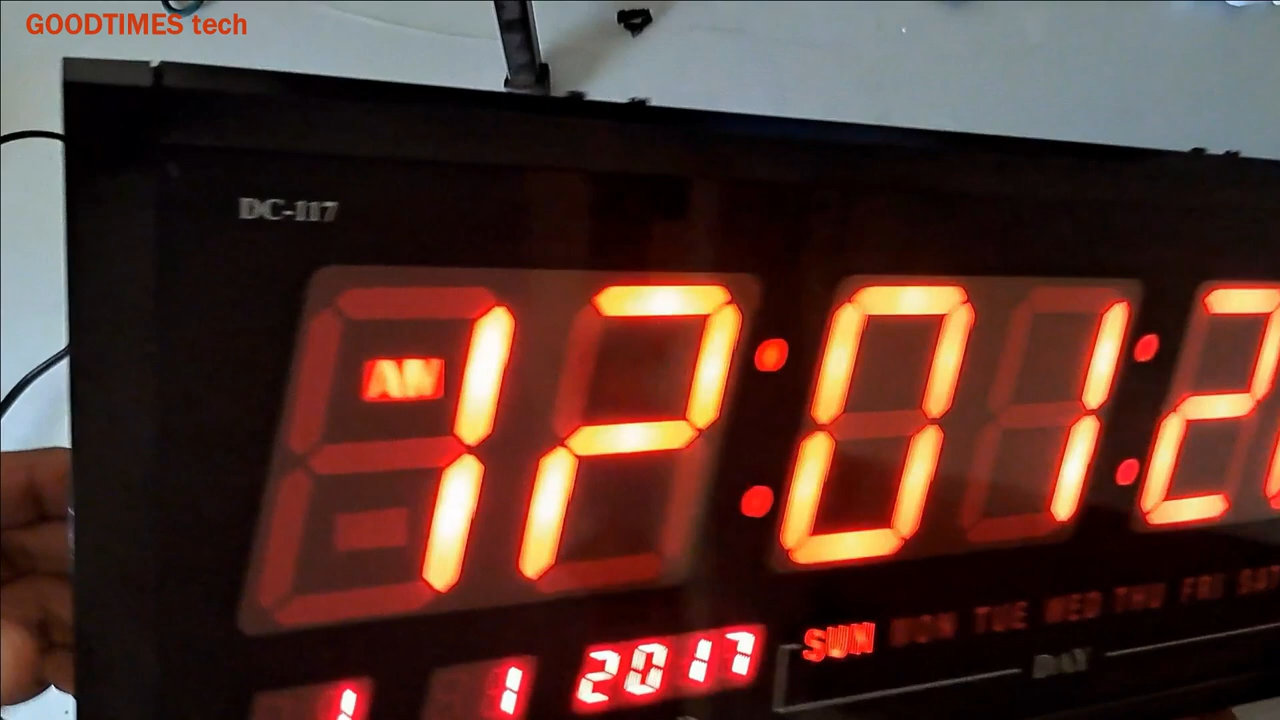 GOODTIMES tech
DC-117
AM
12:01:2
1 1 2017
SUN MON TUE WED THU FRI SAT
DAY